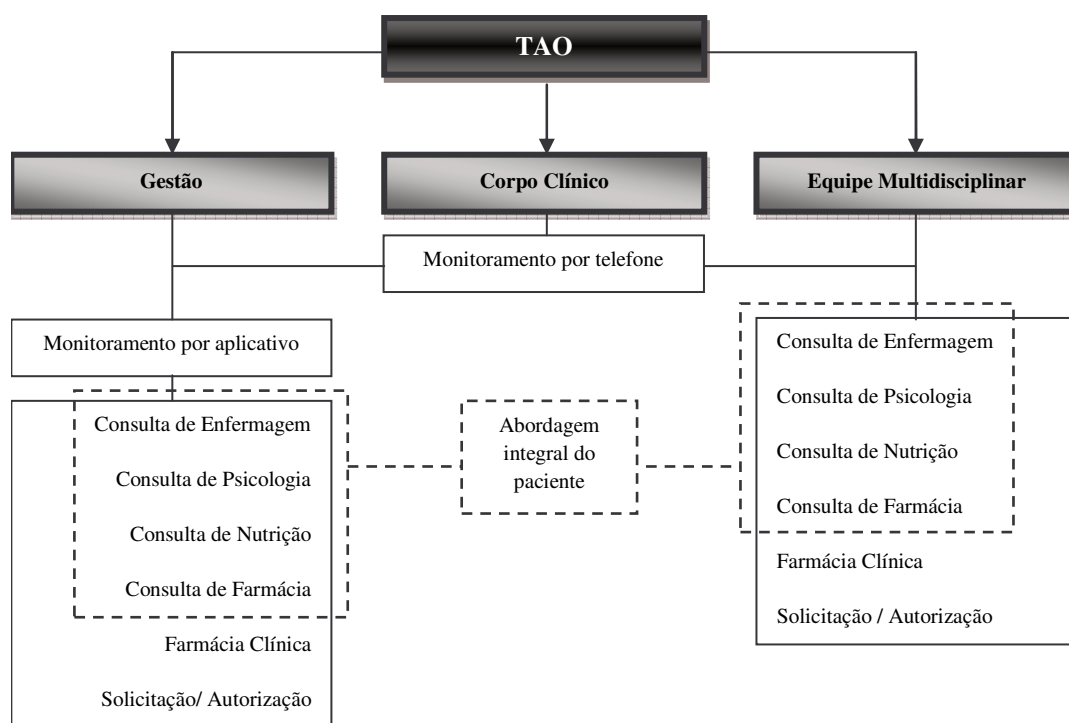 TAO
Gestão
Corpo Clínico
Equipe Multidisciplinar
Monitoramento por telefone
Monitoramento por aplicativo
Consulta de Enfermagem
Consulta de Psicologia
Consulta de Nutrição
Consulta de Farmácia
Farmácia Clínica
Solicitação/ Autorização
Abordagem
integral do
paciente
Consulta de Enfermagem
Consulta de Psicologia
Consulta de Nutrição
Consulta de Farmácia
Farmácia Clínica
Solicitação / Autorização